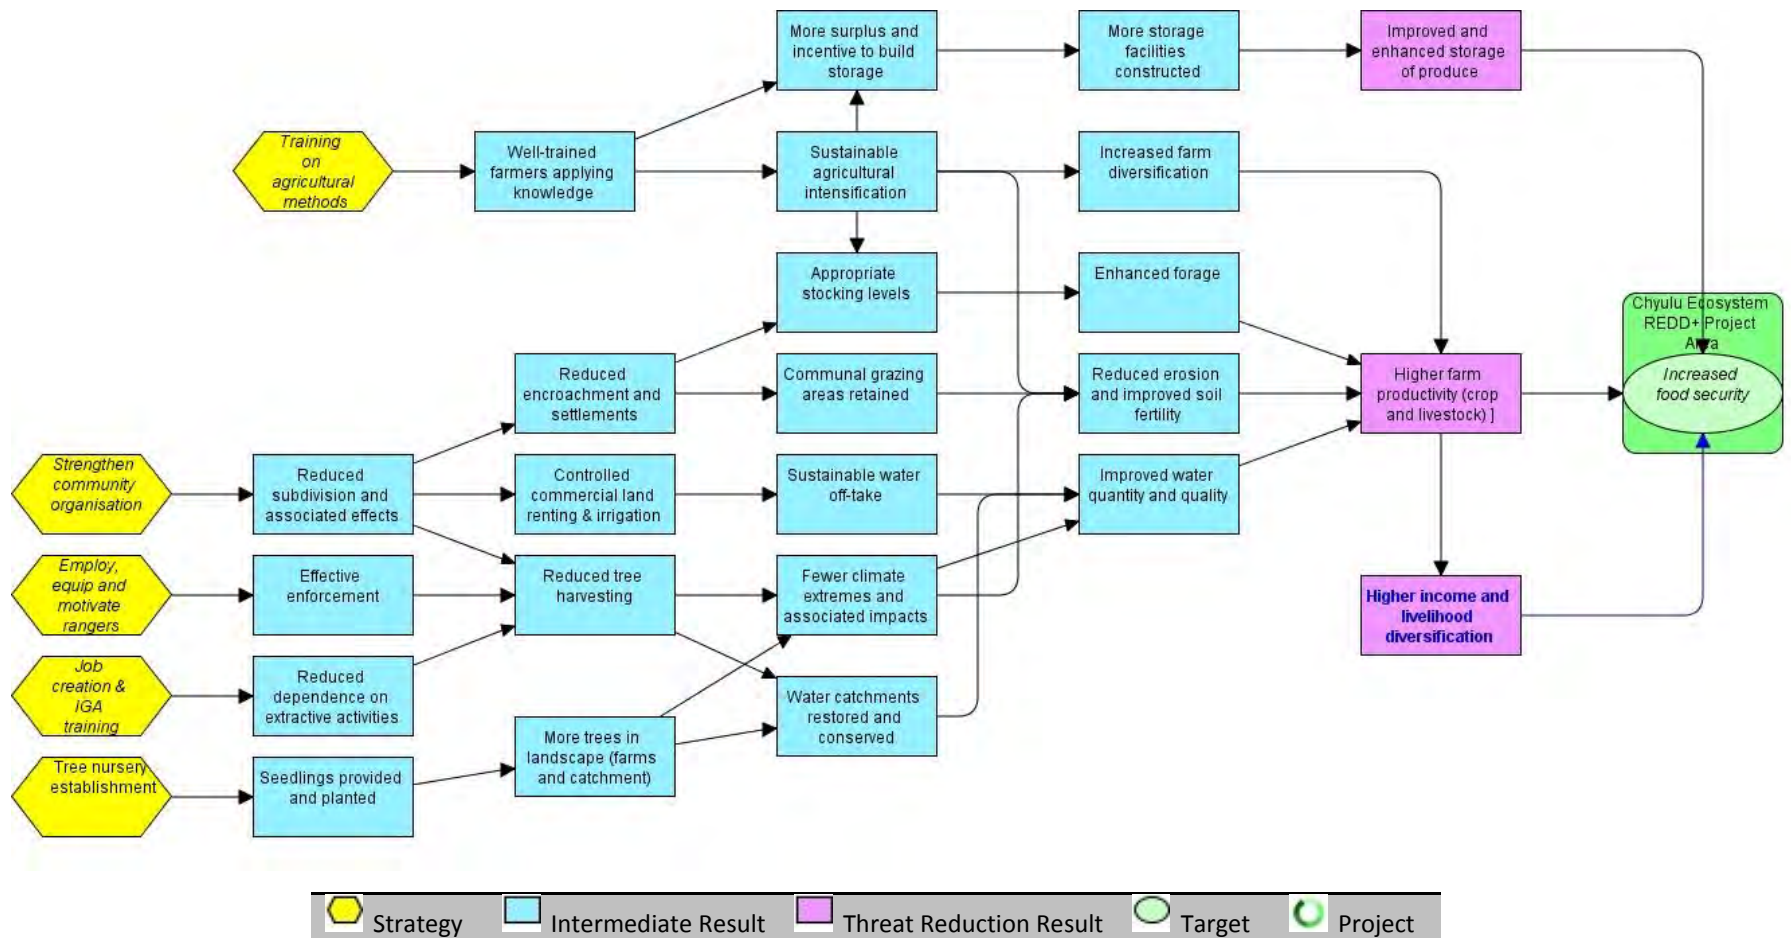 More surplus and
incentive to build
storage
More storage
facilities
constructed
Improved and
enhanced storage
of produce
Training
on
agricultural
methods
Well-trained
farmers applying
knowledge
Sustainable
agricultural
intensification
Increased farm
diversification
Appropriate
stocking levels
Enhanced forage
Chyulu Ecosystem
REDD+ Project
Area
Increased
food security
Reduced
encroachment and
settlements
Communal grazing
areas retained
Reduced erosion
and improved soil
fertility
Higher farm
productivity (crop
and livestock) ]
Strengthen
community
organisation
Reduced
subdivision and
associated effects
Controlled
commercial land
renting & irrigation
Sustainable water
off-take
Improved water
quantity and quality
Employ,
equip and
motivate
rangers
Effective
enforcement
Reduced tree
harvesting
Fewer climate
extremes and
associated impacts
Higher income and
livelihood
diversification
Job
creation &
IGA
training
Reduced
dependence on
extractive activities
Water catchments
restored and
conserved
More trees in
landscape (farms
and catchment)
Tree nursery
establishment
Seedlings provided
and planted
Strategy
Intermediate Result
Threat Reduction Result
Target
Project